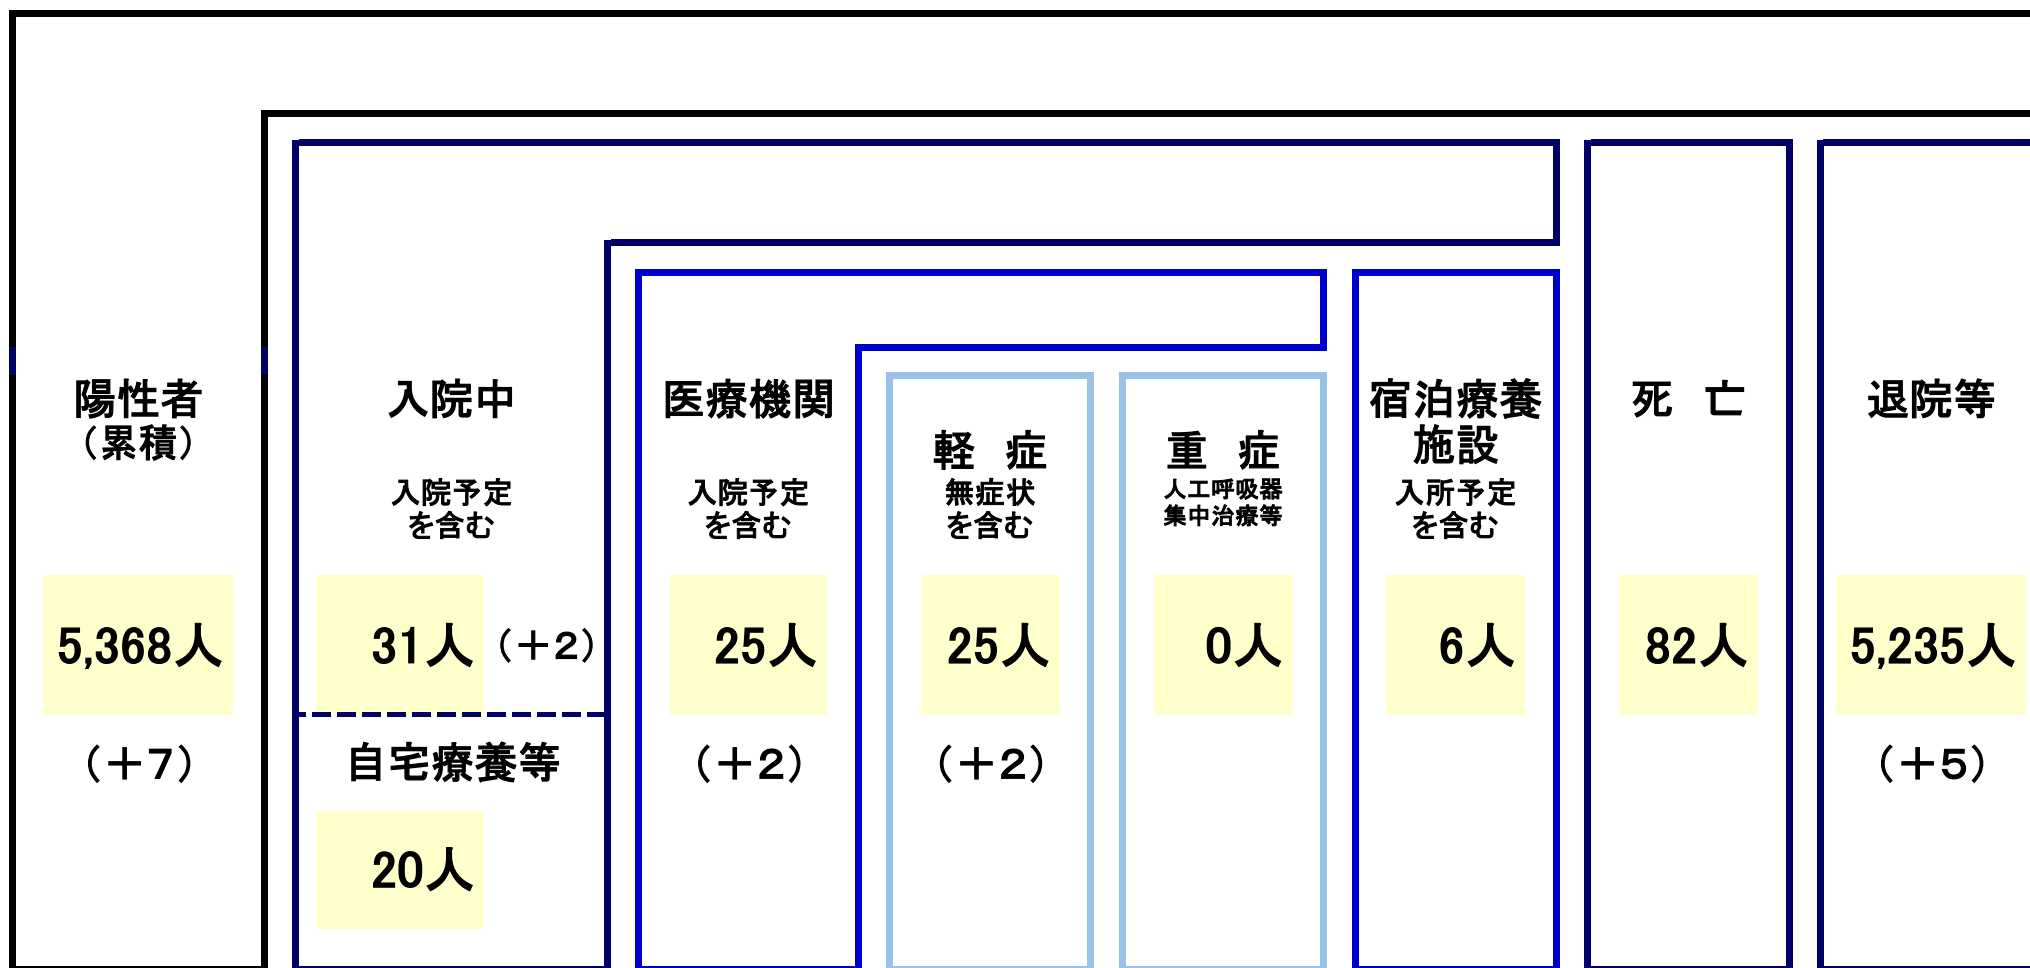 陽性者
（累積）
5,368人
（＋7）
入院中
入院予定
を含む
31人（＋2）
自宅療養等
20人
医療機関
入院予定
を含む
25人
（＋2）
軽　症
無症状
を含む
25人
（＋2）
重　症
人工呼吸器
集中治療等
0人
宿泊療養
施設
入所予定
を含む
6人
死　亡
82人
退院等
5,235人
（＋5）